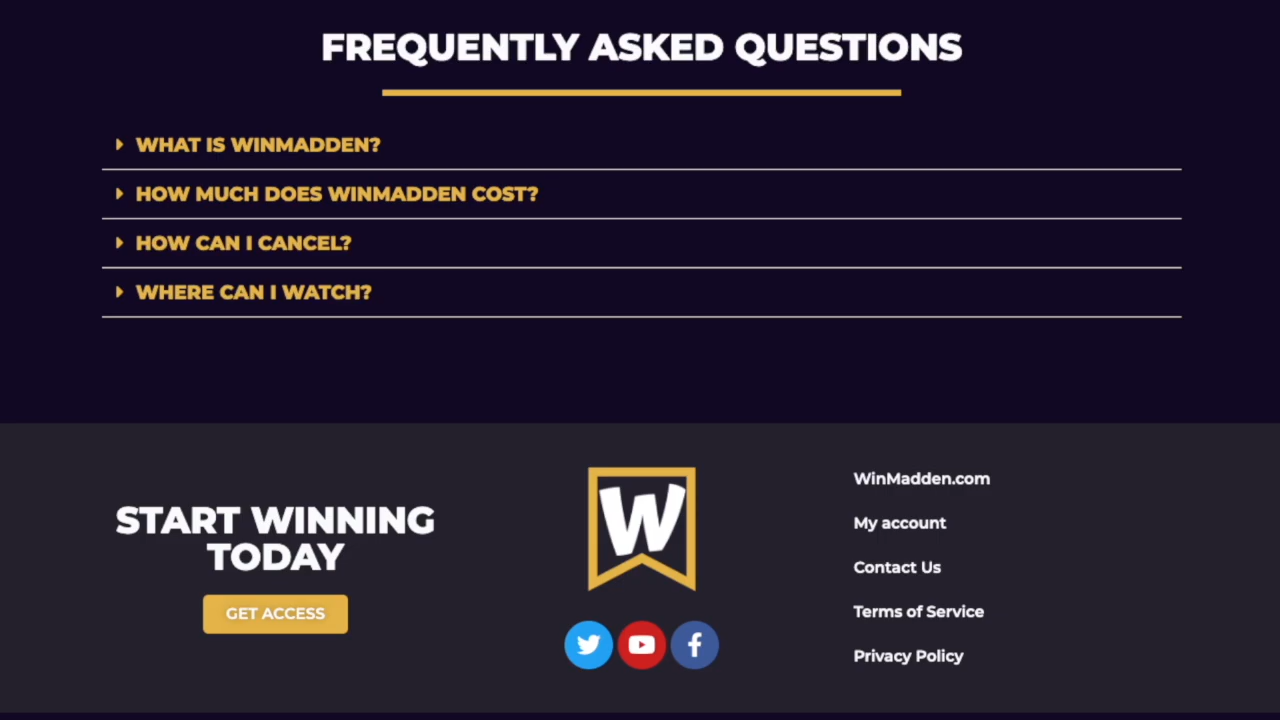 FREQUENTLY ASKED QUESTIONS
WHAT IS WINMADDEN?
HOW MUCH DOES WINMADDEN COST?
HOW CAN I CANCEL?
WHERE CAN I WATCH?
START WINNING
TODAY
GET ACCESS
W
WinMadden.com
My account
Contact Us
Terms of Service
Privacy Policy